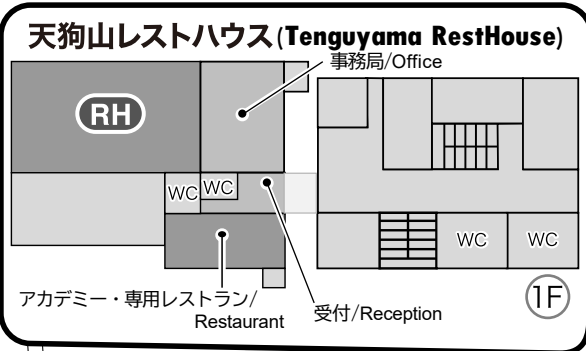 天狗山レストハウス(Tenguyama RestHouse)
事務局/Office
RH
WC WC
WC WC
アカデミー・専用レストラン/
Restaurant
受付/Reception
1F